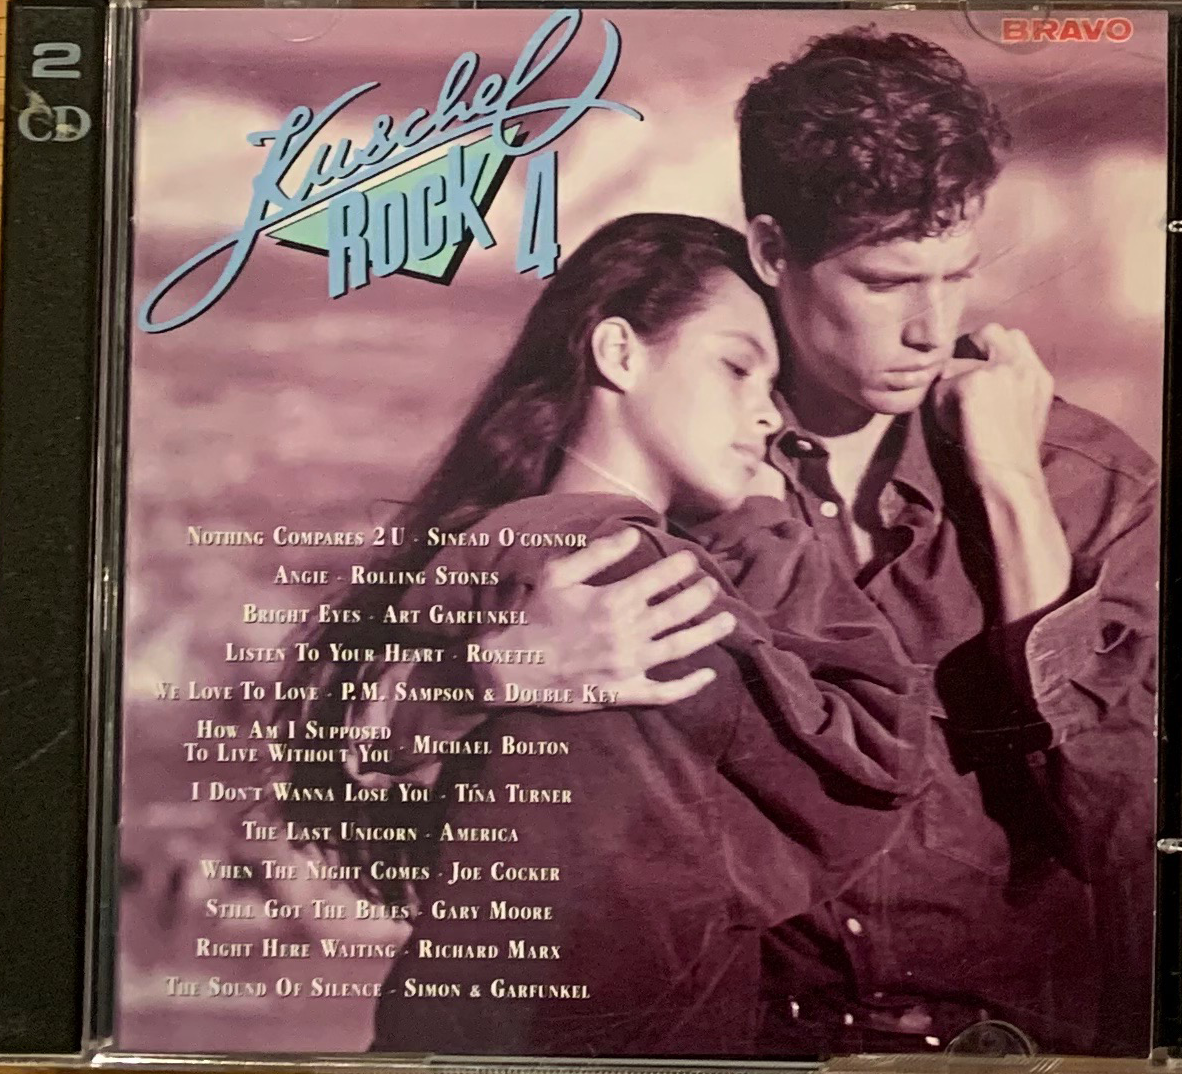 2
CD
BRAVO
Kuschel
ROCK 4
NOTHING COMPARES 2 U - SINEAD O'CONNOR
ANGIE - ROLLING STONES
BRIGHT EYES - ART GARFUNKEL
LISTEN TO YOUR HEART - ROXETTE
WE LOVE TO LOVE - P.M. SAMPSON & DOUBLE KEY
HOW AM I SUPPOSED
TO LIVE WITHOUT YOU - MICHAEL BOLTON
I DON'T WANNA LOSE YOU - TINA TURNER
THE LAST UNICORN - AMERICA
WHEN THE NIGHT COMES - JOE COCKER
STILL GOT THE BLUES - GARY MOORE
RIGHT HERE WAITING - RICHARD MARX
THE SOUND OF SILENCE - SIMON & GARFUNKEL